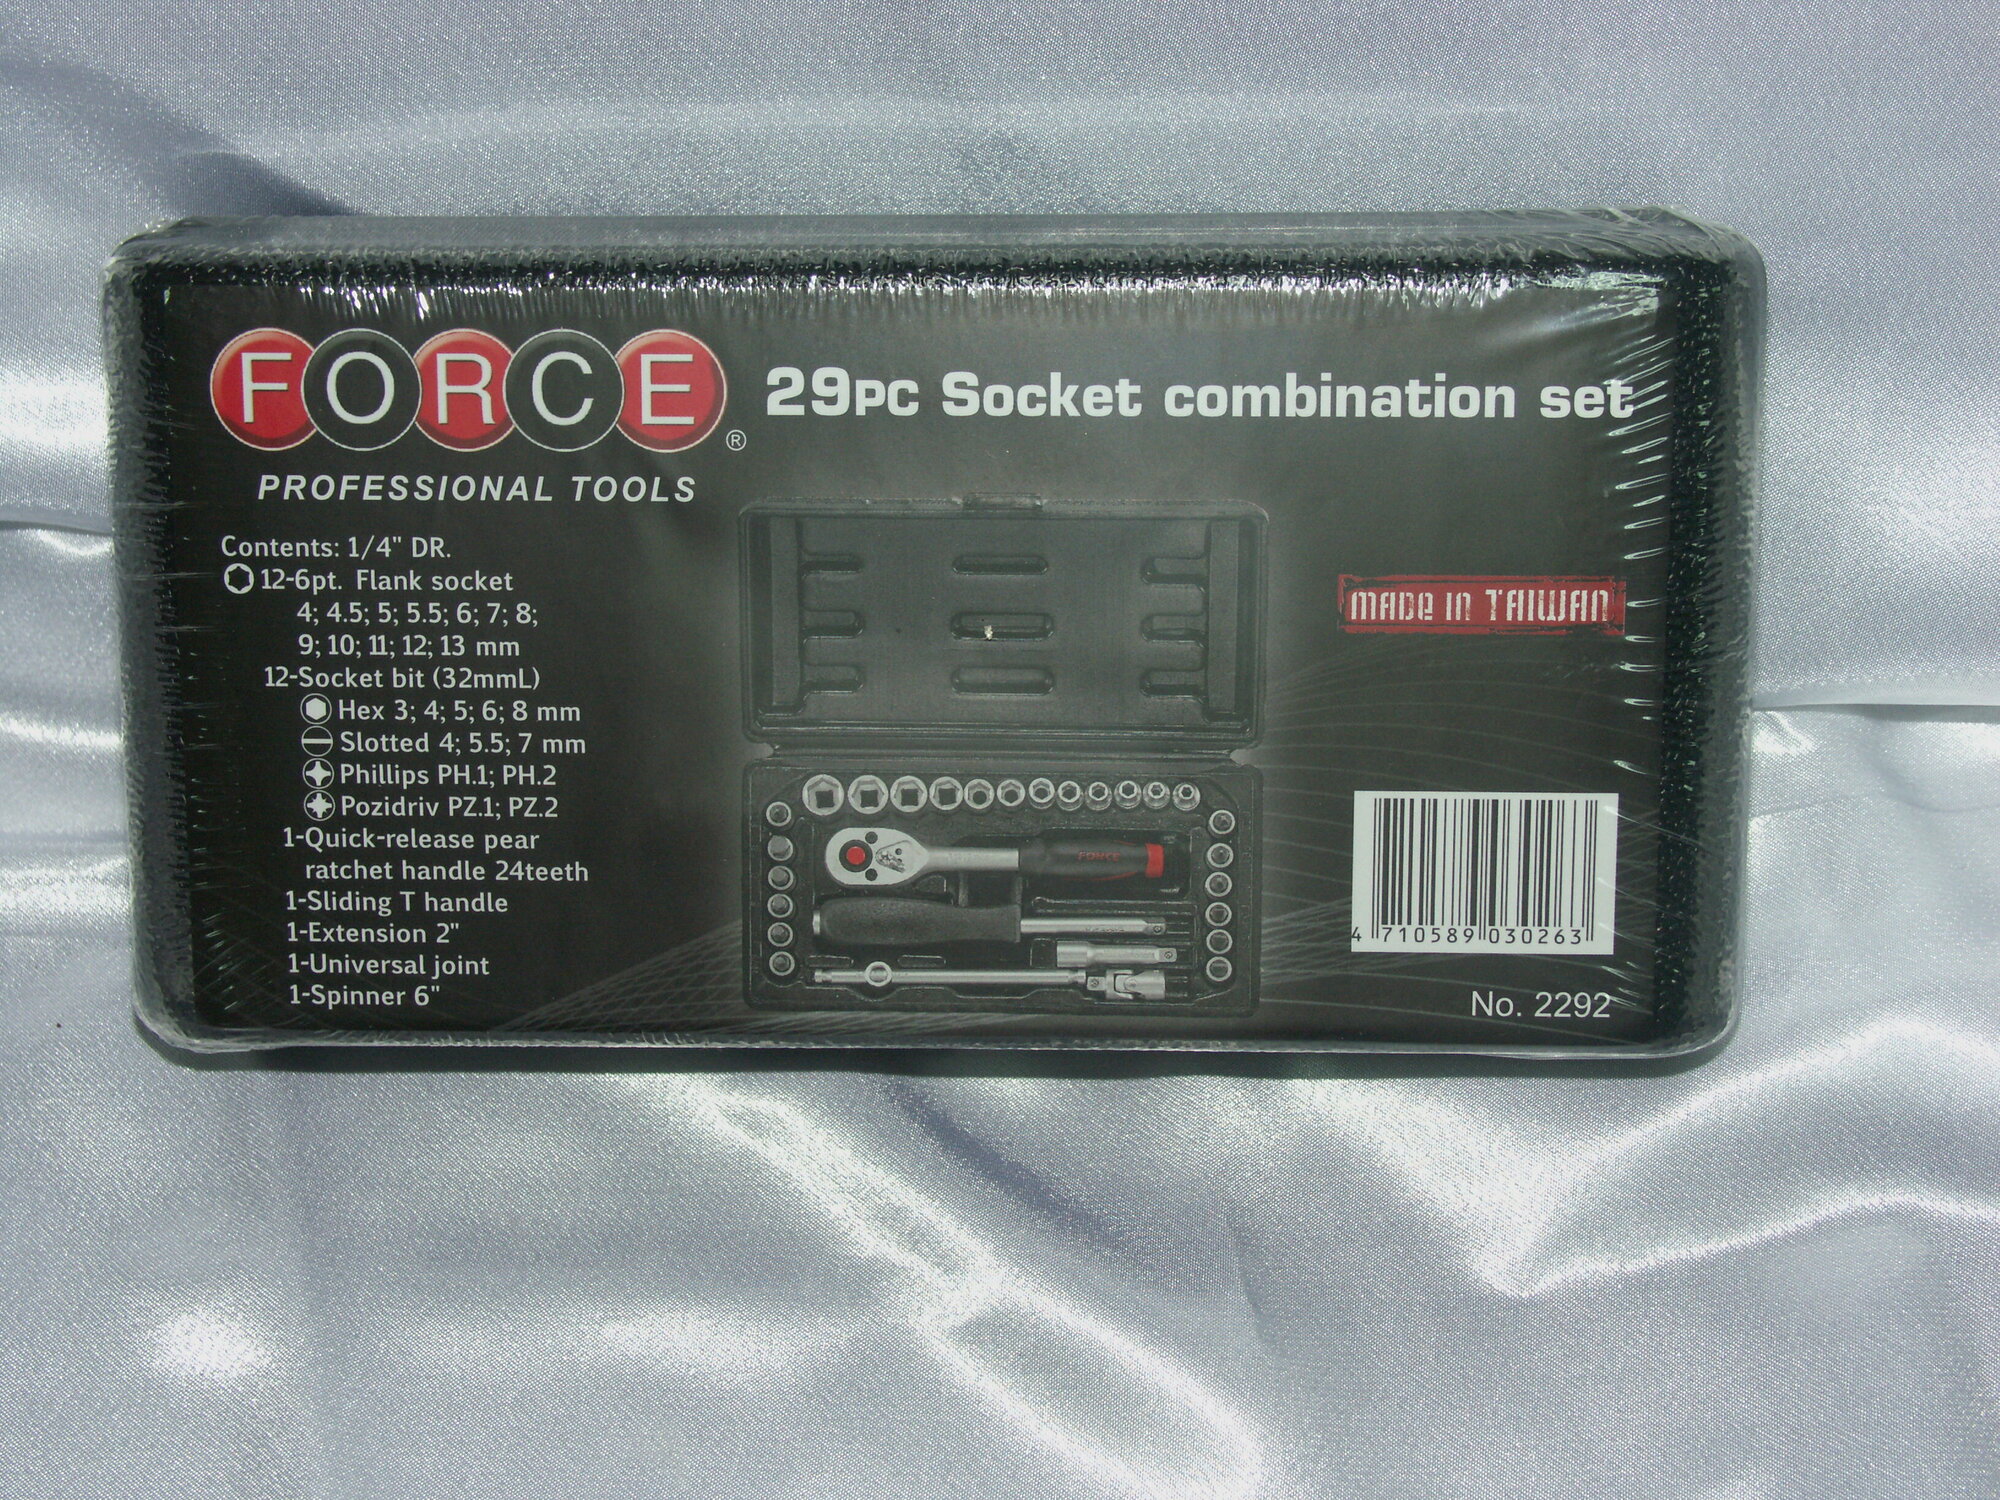 FORCE®
PROFESSIONAL TOOLS
29PC Socket combination set
Contents: 1/4" DR.
12-6pt. Flank socket
4; 4.5; 5; 5.5; 6; 7; 8;
9; 10; 11; 12; 13 mm
12-Socket bit (32mmL)
Hex 3; 4; 5; 6; 8 mm
Slotted 4; 5.5; 7 mm
Phillips PH.1; PH.2
Pozidriv PZ.1; PZ.2
1-Quick-release pear
ratchet handle 24teeth
1-Sliding T handle
1-Extension 2"
1-Universal joint
1-Spinner 6"
FORCE
MADE IN TAIWAN
4 710589 030263
No. 2292